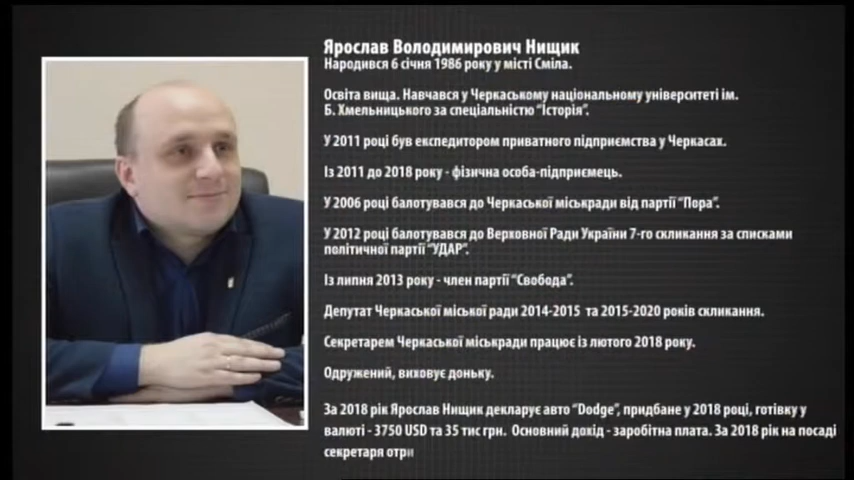 Ярослав Володимирович Нищик
Народився 6 січня 1986 року у місті Сміла.
Освіта вища. Навчався у Черкаському національному університеті ім.
Б. Хмельницького за спеціальністю "Історія".
У 2011 році був експедитором приватного підприємства у Черкасах.
Із 2011 до 2018 року - фізична особа-підприємець.
У 2006 році балотувався до Черкаської міськради від партії "Пора".
У 2012 році балотувався до Верховної Ради України 7-го скликання за списками
політичної партії "УДАР".
Із липня 2013 року - член партії "Свобода".
Депутат Черкаської міської ради 2014-2015 та 2015-2020 років скликання.
Секретарем Черкаської міськради працює із лютого 2018 року.
Одружений, виховує доньку.
За 2018 рік Ярослав Нищик декларує авто "Dodge", придбане у 2018 році, готівку у
валюті - 3750 USD та 35 тис грн. Основний дохід - заробітна плата. За 2018 рік на посаді
секретаря отри